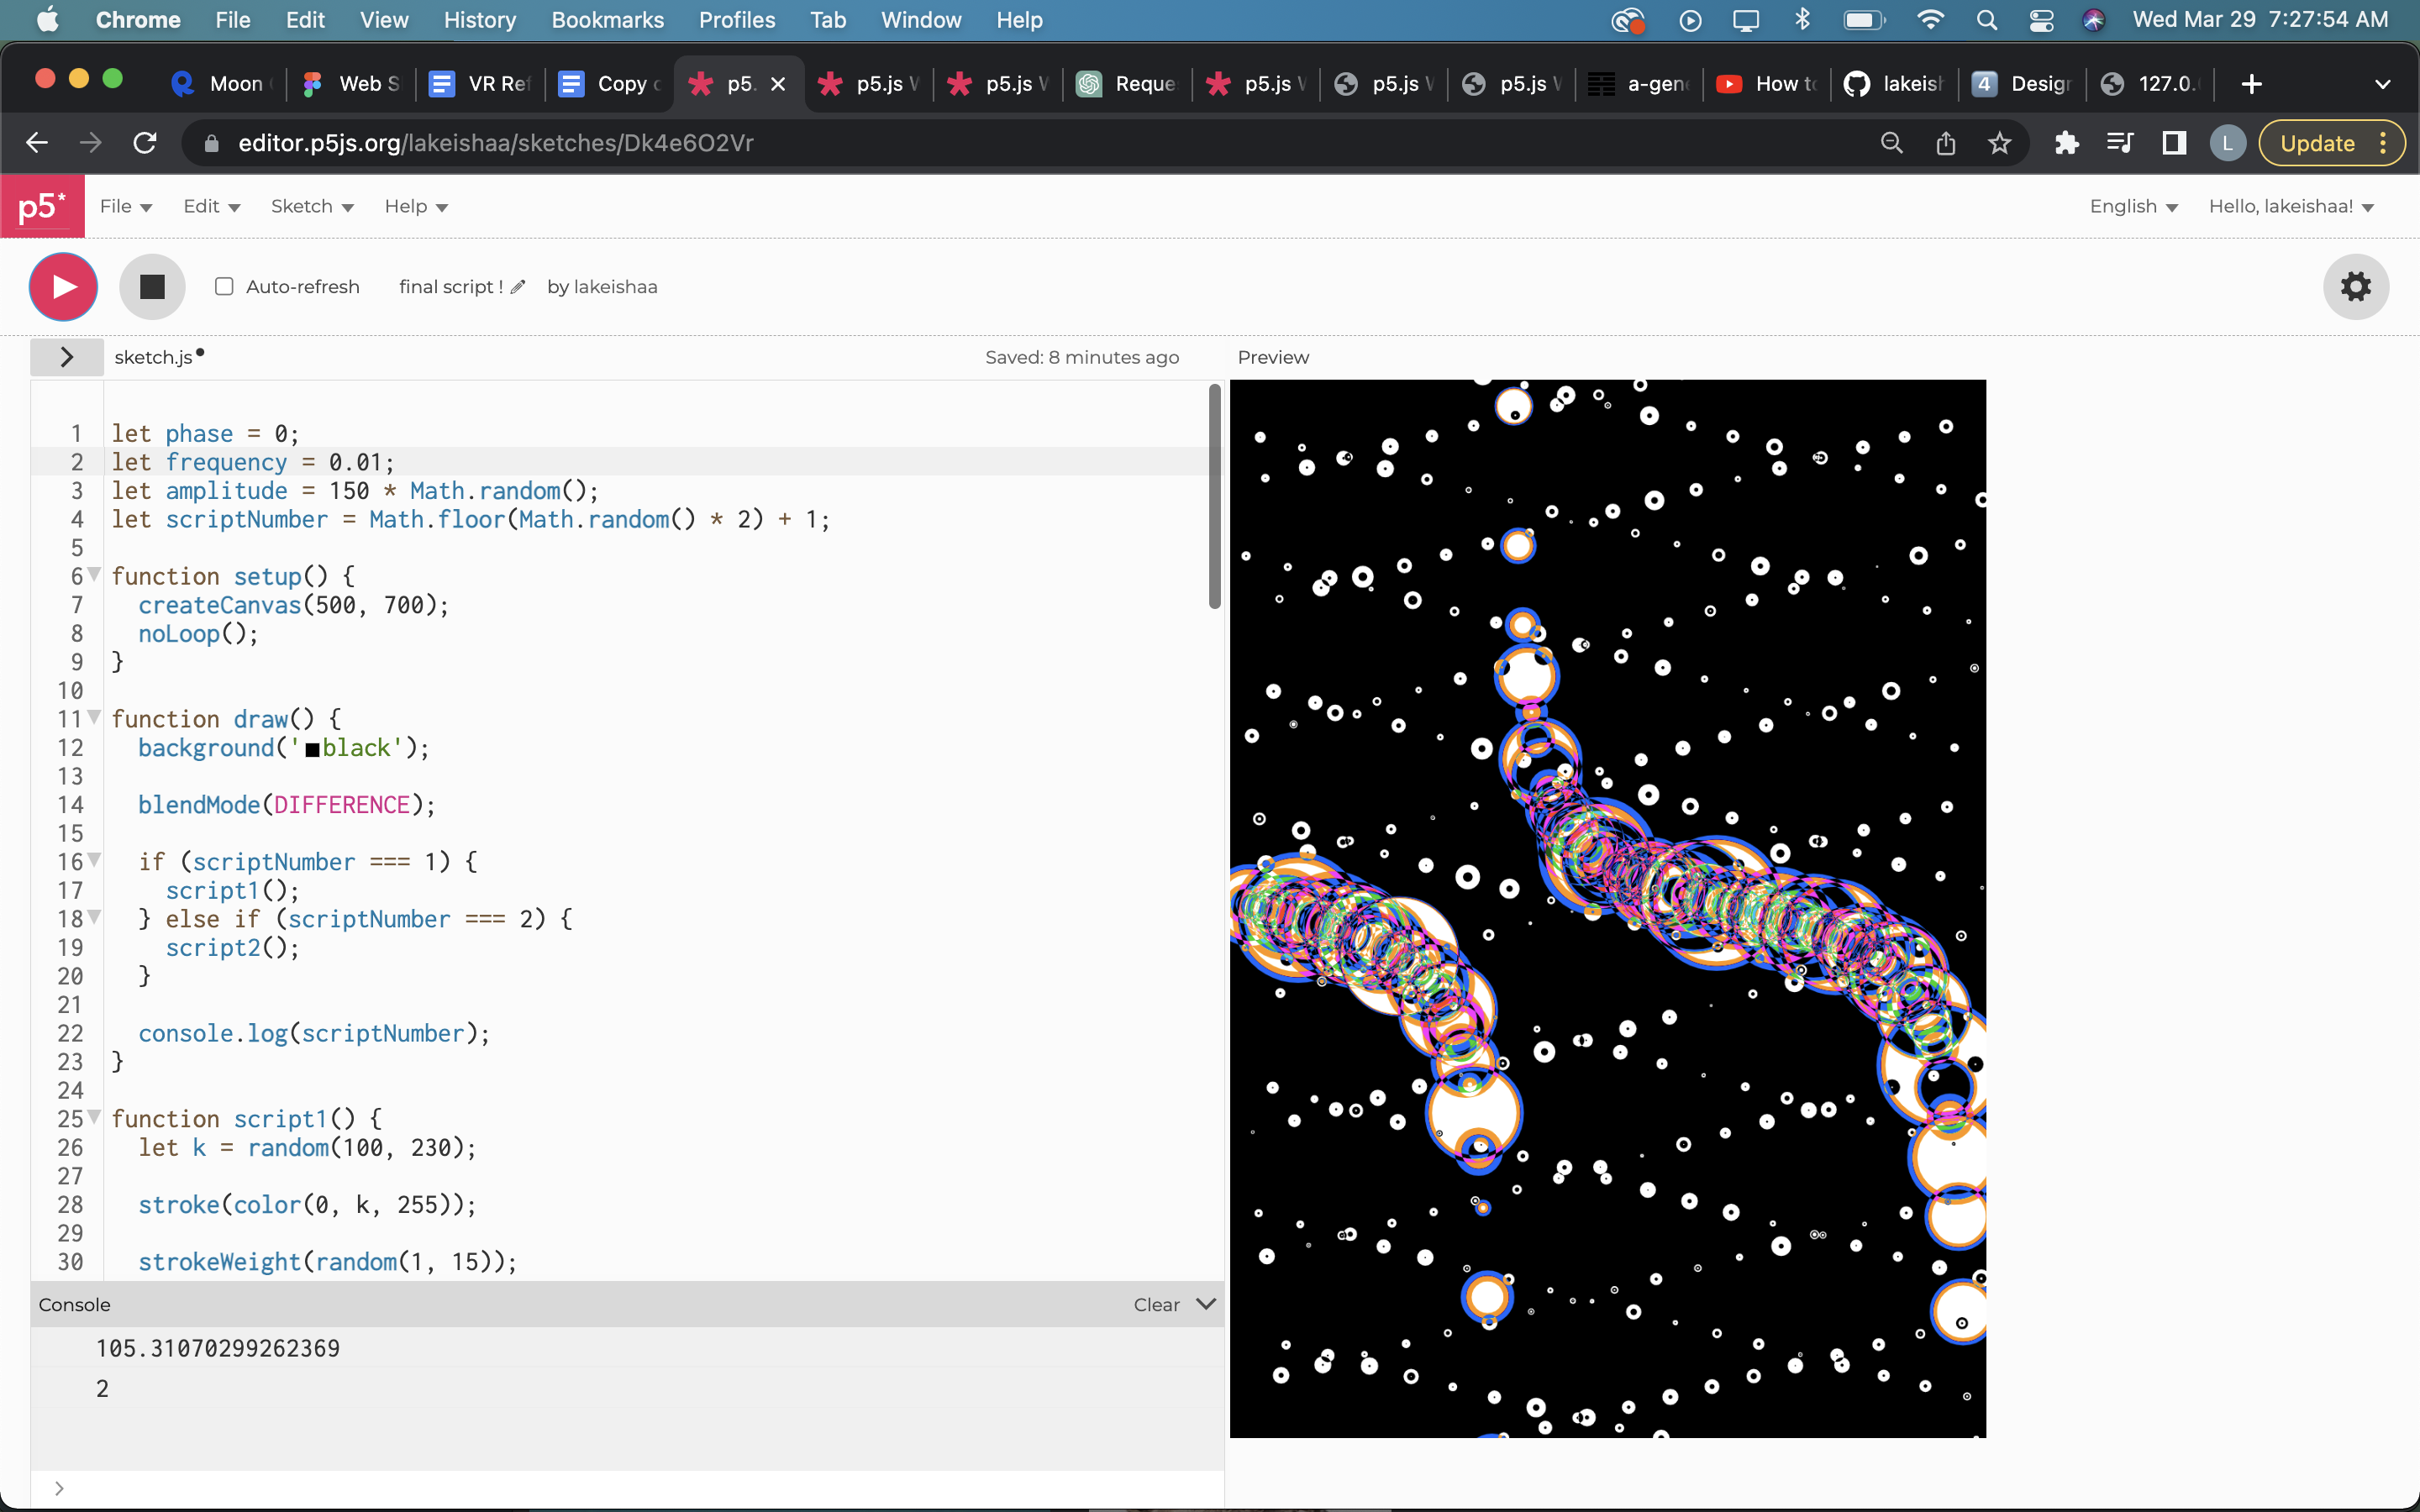 Chrome File Edit View History Bookmarks Profiles Tab Window Help Wed Mar 29 7:27:54 AM
Moon Web S VR Ref Copy p5. p5.js p5.js Reque p5.js p5.js p5.js a-gen How to lakeish 4 Design 127.0.
editor.p5js.org/lakeishaa/sketches/Dk4e6O2Vr L Update
p5* File Edit Sketch Help English Hello, lakeishaa!
Auto-refresh final script ! by lakeishaa
sketch.js Saved: 8 minutes ago Preview
1 let phase = 0;
2 let frequency = 0.01;
3 let amplitude = 150 * Math.random();
4 let scriptNumber = Math.floor(Math.random() * 2) + 1;
5
6 function setup() {
7 createCanvas(500, 700);
8 noLoop();
9 }
10
11 function draw() {
12 background('black');
13
14 blendMode(DIFFERENCE);
15
16 if (scriptNumber === 1) {
17 script1();
18 } else if (scriptNumber === 2) {
19 script2();
20 }
21
22 console.log(scriptNumber);
23 }
24
25 function script1() {
26 let k = random(100, 230);
27
28 stroke(color(0, k, 255));
29
30 strokeWeight(random(1, 15));
Console Clear
105.31070299262369
2